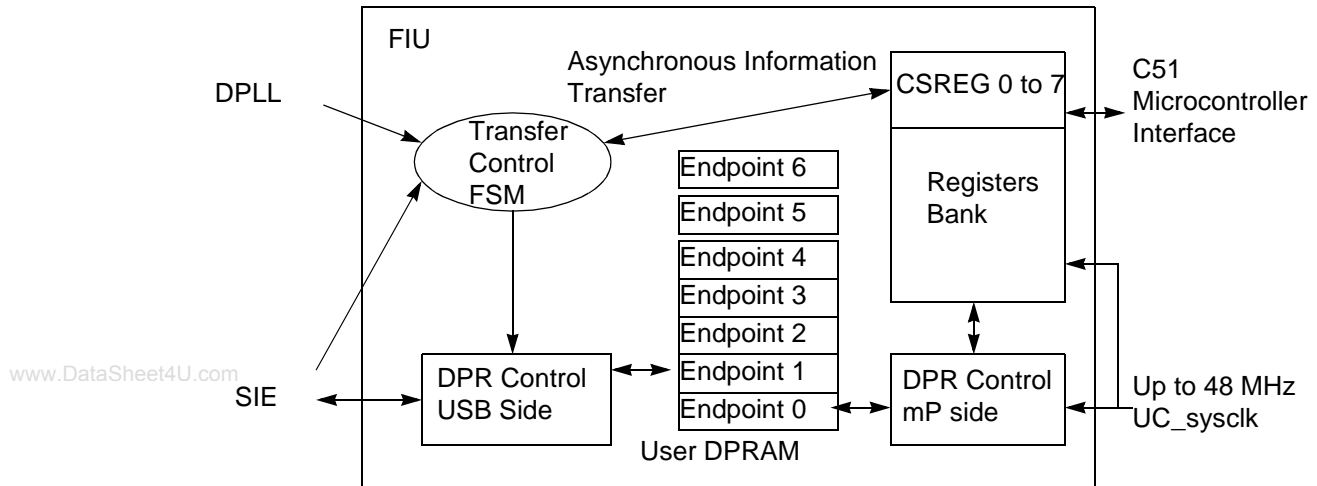 FIU
Asynchronous Information
Transfer
CSREG 0 to 7
C51
Microcontroller
Interface
DPLL
Transfer
Control
FSM
Endpoint 6
Endpoint 5
Endpoint 4
Endpoint 3
Endpoint 2
Endpoint 1
Endpoint 0
Registers
Bank
www.DataSheet4U.com
SIE
DPR Control
USB Side
User DPRAM
DPR Control
mP side
Up to 48 MHz
UC_sysclk